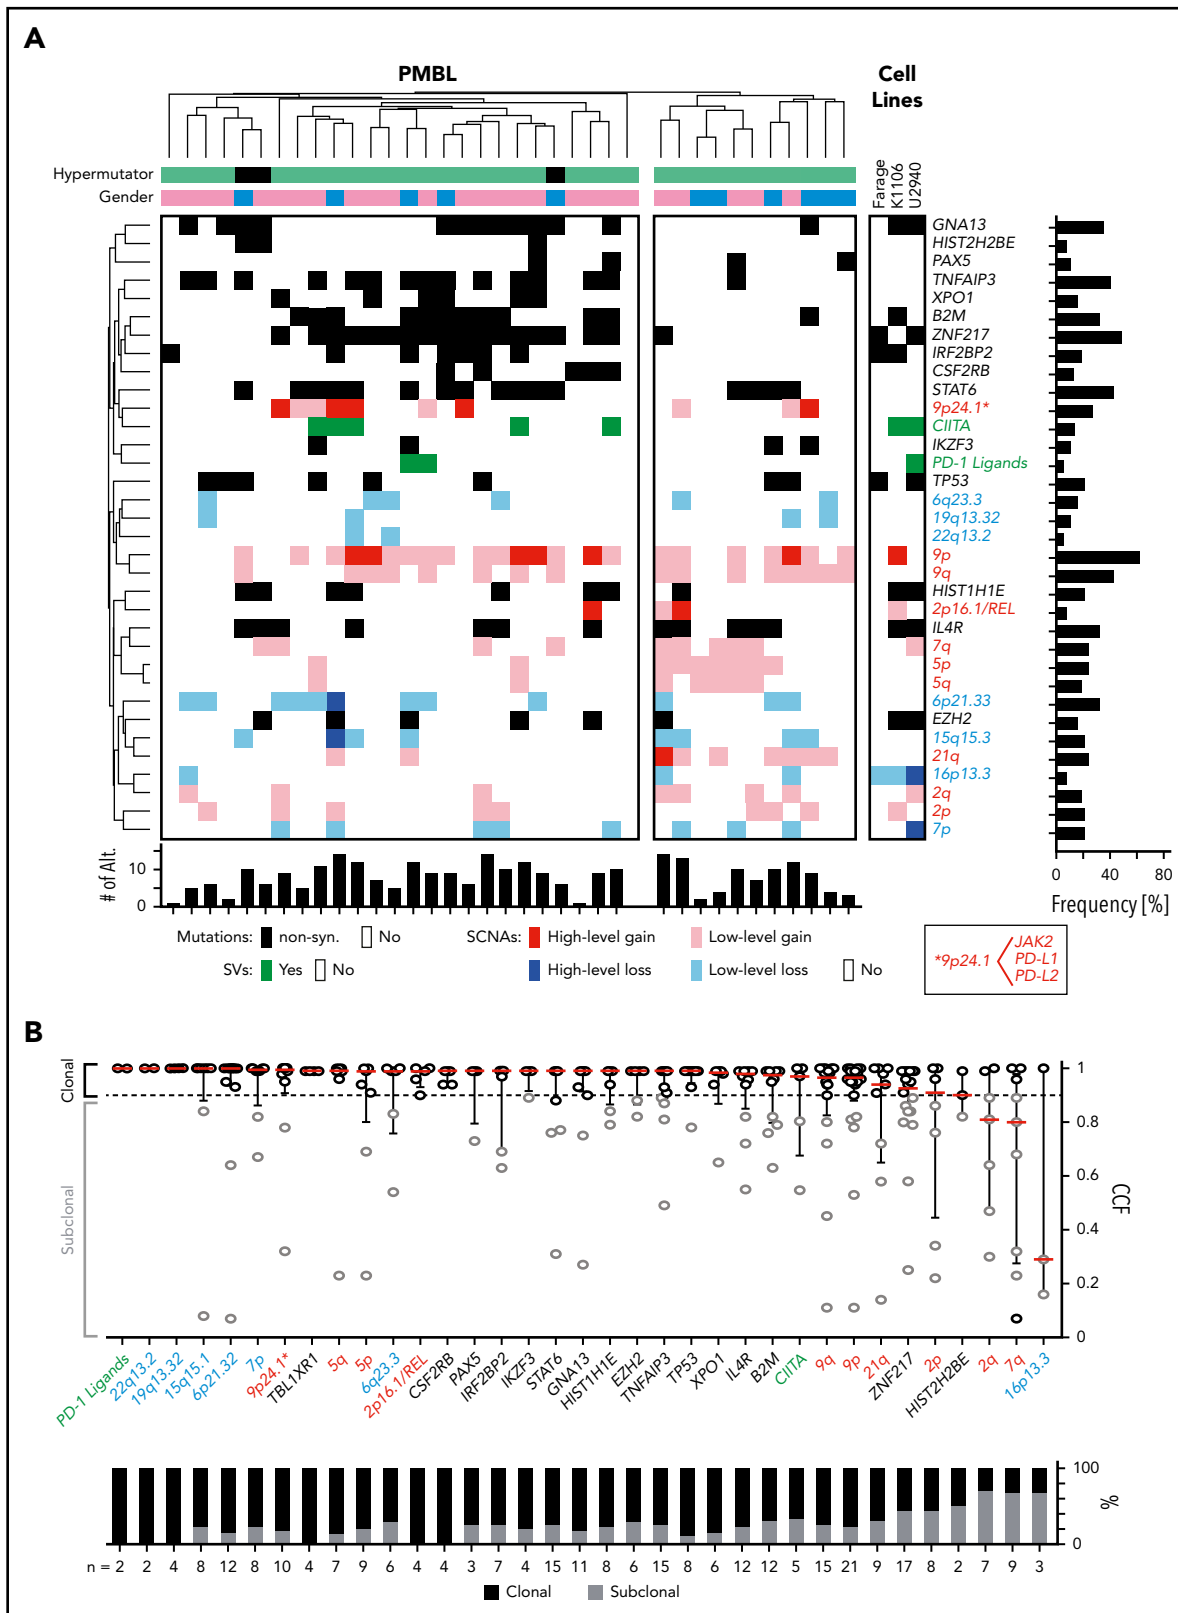 A
PMBL
Cell
Lines
Hypermutator
Gender
Farage
K1106
U2940
GNA13
HIST2H2BE
PAX5
TNFAIP3
XPO1
B2M
ZNF217
IRF2BP2
CSF2RB
STAT6
9p24.1*
CIITA
IKZF3
PD-1 Ligands
TP53
6q23.3
19q13.32
22q13.2
9p
9q
HIST1H1E
2p16.1/REL
IL4R
7q
5p
5q
6p21.33
EZH2
15q15.3
21q
16p13.3
2q
2p
7p
# of Alt.
10
0
0 40 80
Frequency [%]
Mutations: non-syn. No SCNAs: High-level gain Low-level gain
SVs: Yes No High-level loss Low-level loss No
*9p24.1
JAK2
PD-L1
PD-L2
B
Clonal
Subclonal
1
0.8
0.6
0.4
0.2
0
CCF
PD-1 Ligands
22q13.2
19q13.32
15q15.1
6p21.32
7p
9p24.1*
TBL1XR1
5q
5p
6q23.3
2p16.1/REL
CSF2RB
PAX5
IRF2BP2
IKZF3
STAT6
GNA13
HIST1H1E
EZH2
TNFAIP3
TP53
XPO1
IL4R
B2M
CIITA
9q
9p
21q
ZNF217
2p
HIST2H2BE
2q
7q
16p13.3
100
0
%
n = 2 2 4 8 12 8 10 4 7 9 6 4 4 3 8 4 15 11 8 6 15 8 6 12 12 5 15 21 9 17 8 2 7 9 3
Clonal Subclonal